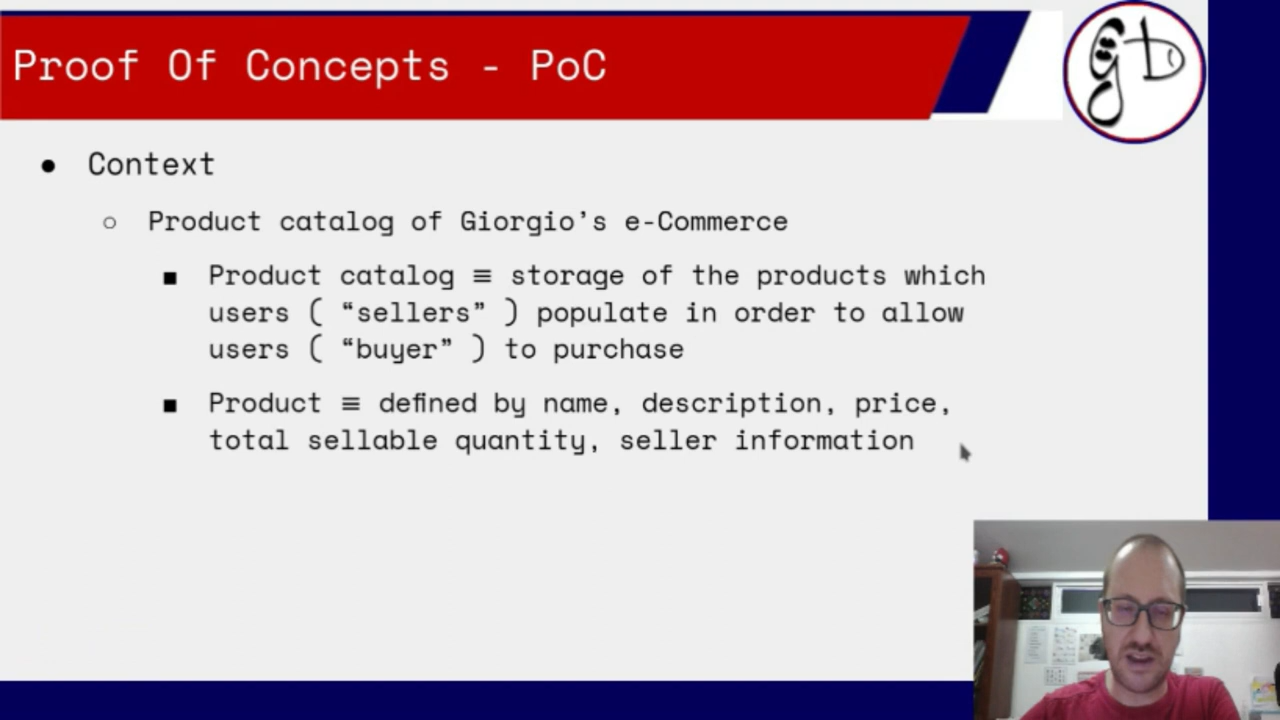 Proof Of Concepts - PoC
● Context
○ Product catalog of Giorgio’s e-Commerce
■ Product catalog ≡ storage of the products which
users ( “sellers” ) populate in order to allow
users ( “buyer” ) to purchase
■ Product ≡ defined by name, description, price,
total sellable quantity, seller information